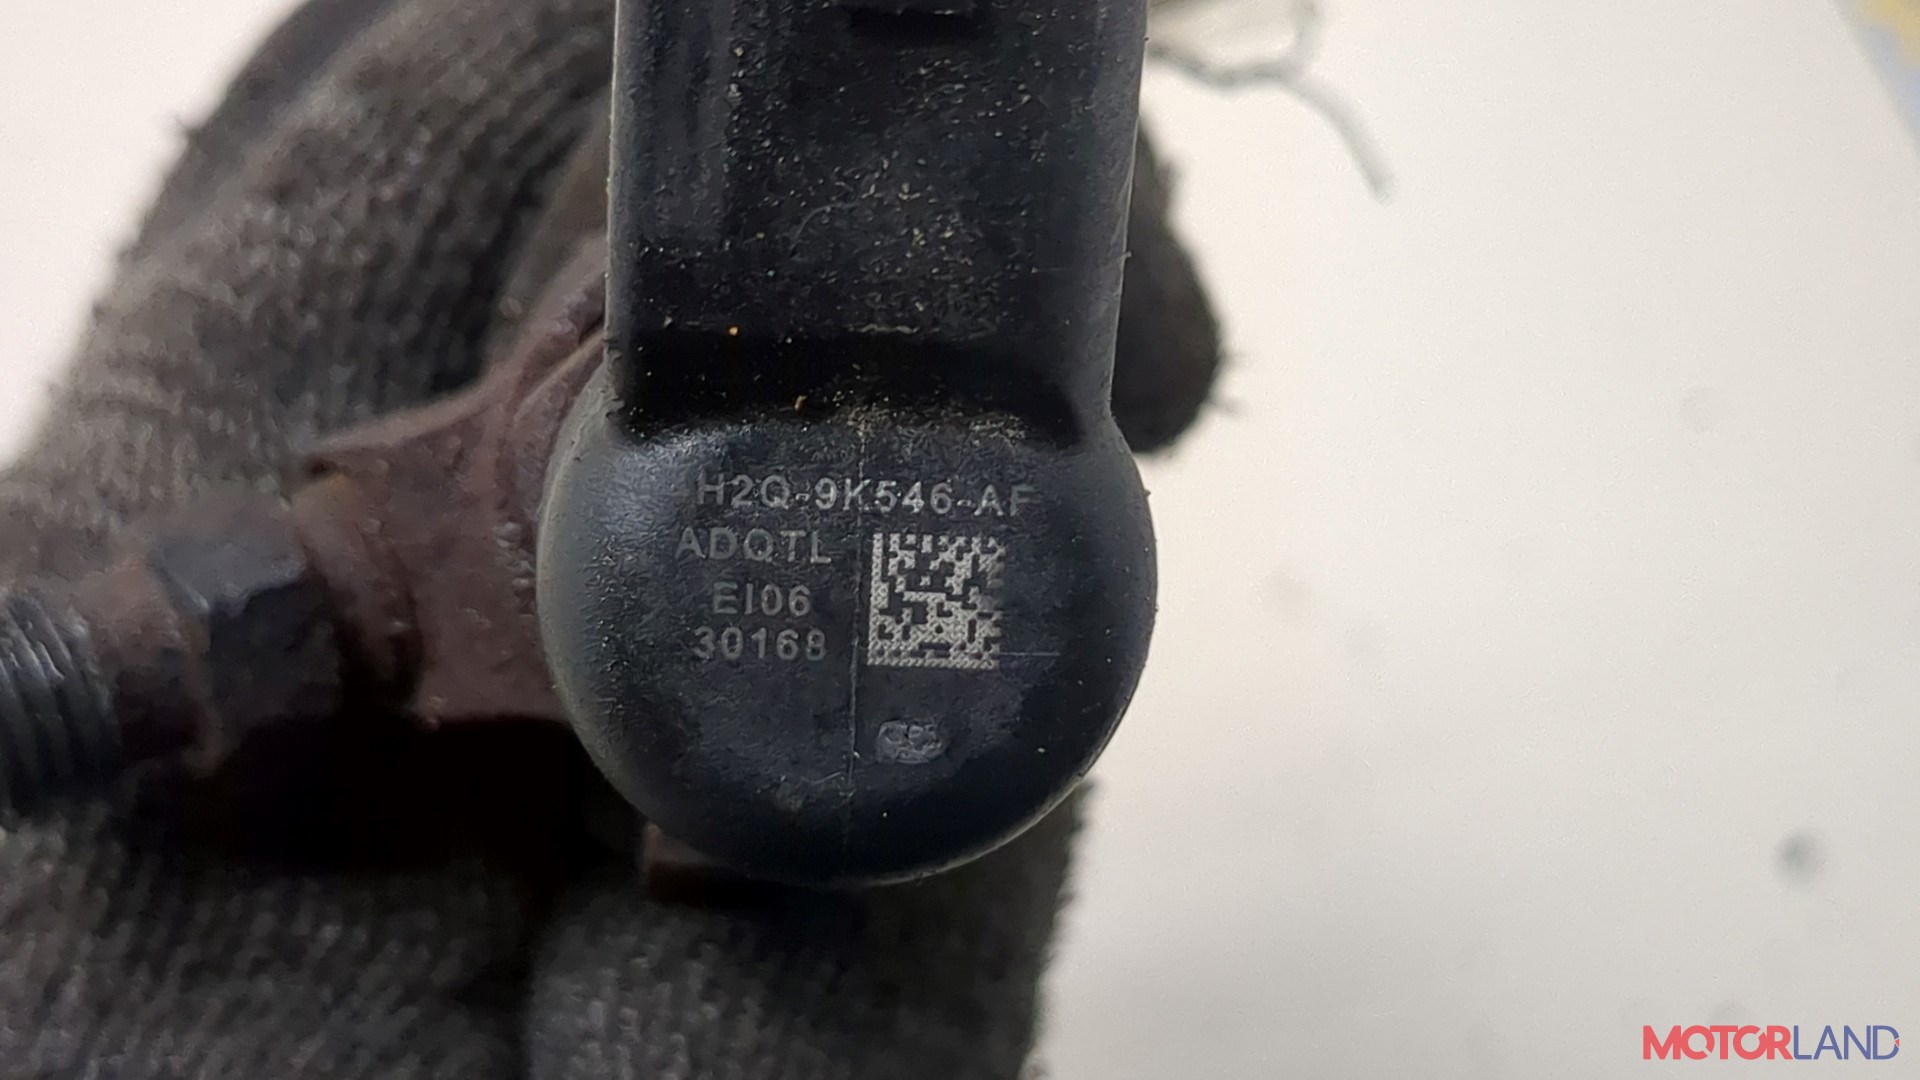 H2Q-9K546-AF
ADQTL
EI06
30168
MOTORLAND